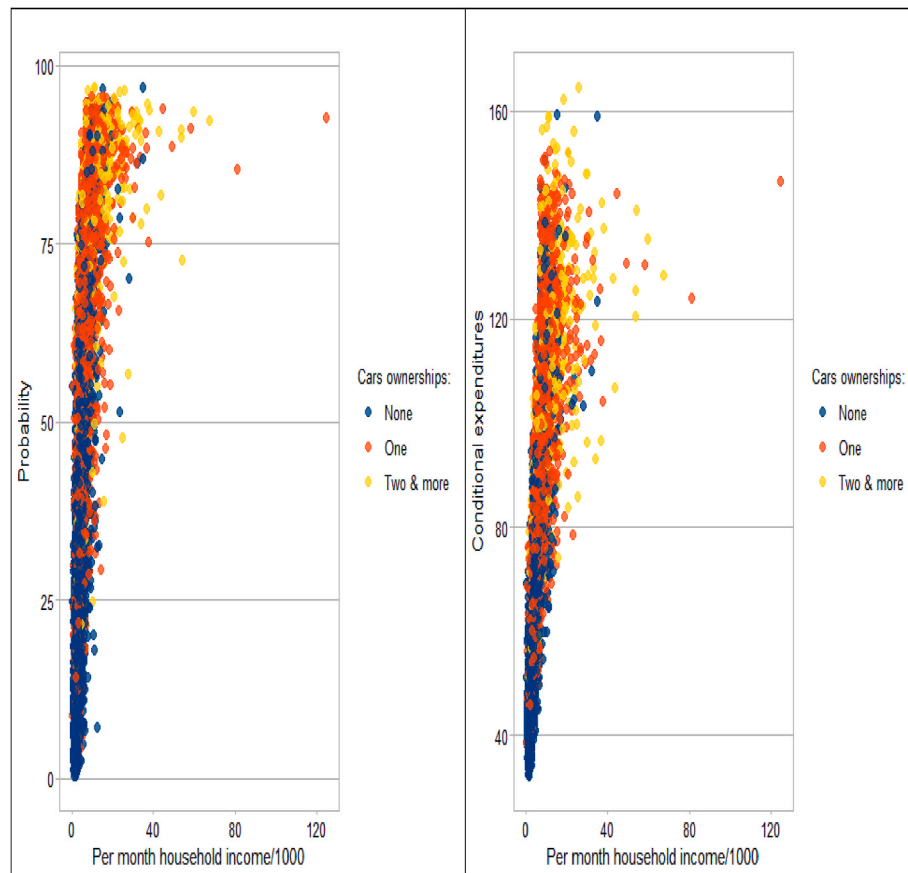 100
75
50
25
0
Probability
0 40 80 120
Per month household income/1000
Cars ownerships:
None
One
Two & more
160
120
80
40
Conditional expenditures
0 40 80 120
Per month household income/1000
Cars ownerships:
None
One
Two & more